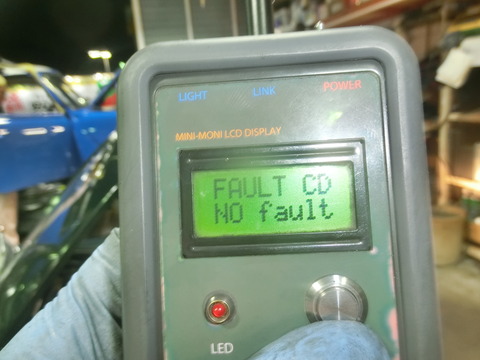 LIGHT LINK POWER
MINI-MONI LCD DISPLAY
FAULT CD
NO fault
LED